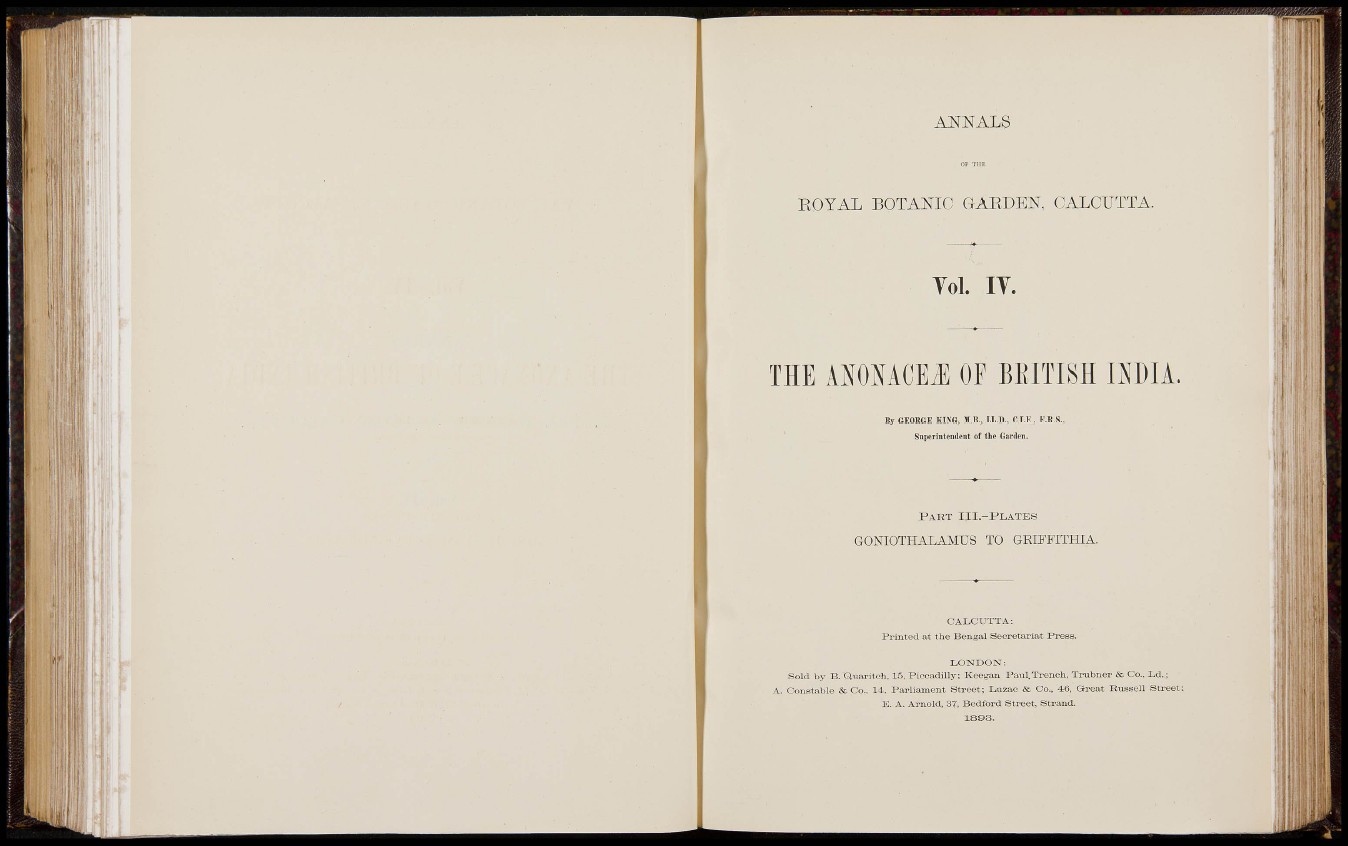 ANNALS
OF THE
ROYAL BOTANIC GARDEN, CALCUTTA.
Vol. IV.
THE ANONACEÆ OF BRITISH INDIA.
By GEORGE KING, M.B., LL.D., C.I.E., F.R.S.,
Superintendent of the Garden.
PART III.-PLATES
GONIOTHALAMUS TO GRIFFITHIA.
CALCUTTA:
Printed at the Bengal Secretariat Press.
LONDON:
Sold by B. Quaritch, 15, Piccadilly; Keegan Paul, Trench, Trubner & Co., Ld.;
A. Constable & Co., 14, Parliament Street; Luzac & Co., 46, Great Russell Street;
E. A. Arnold, 37, Bedford Street, Strand.
1893.